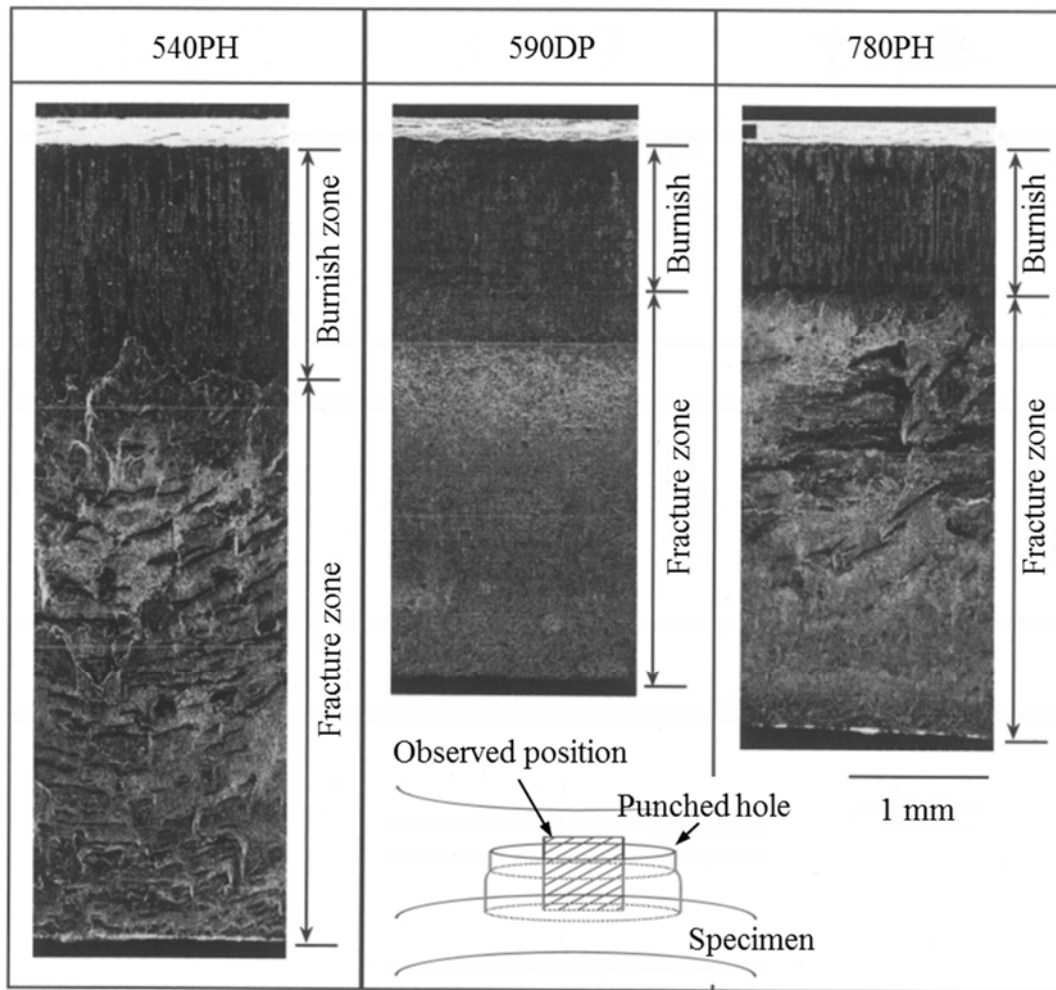 540PH
590DP
780PH
Burnish zone
Fracture zone
Burnish
Fracture zone
Burnish
Fracture zone
Observed position
Punched hole
Specimen
1 mm